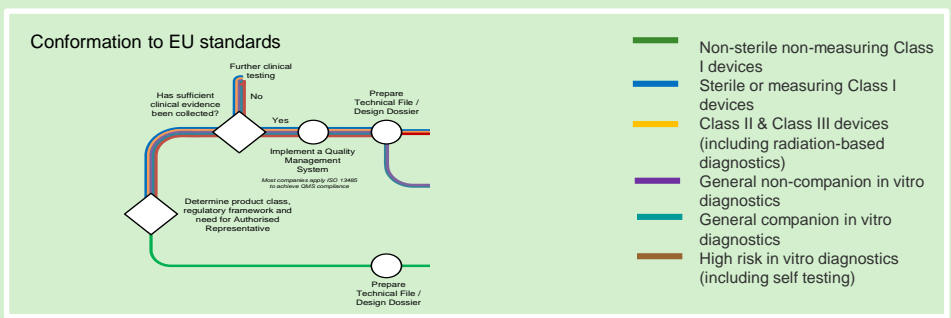 Conformation to EU standards
Further clinical
testing
No
Has sufficient
clinical evidence
been collected?
Yes
Prepare
Technical File /
Design Dossier
Implement a Quality
Management
System
Most companies apply ISO 13485
to achieve QMS compliance
Determine product class,
regulatory framework and
need for Authorised
Representative
Prepare
Technical File /
Design Dossier
Non-sterile non-measuring Class
I devices
Sterile or measuring Class I
devices
Class II & Class III devices
(including radiation-based
diagnostics)
General non-companion in vitro
diagnostics
General companion in vitro
diagnostics
High risk in vitro diagnostics
(including self testing)